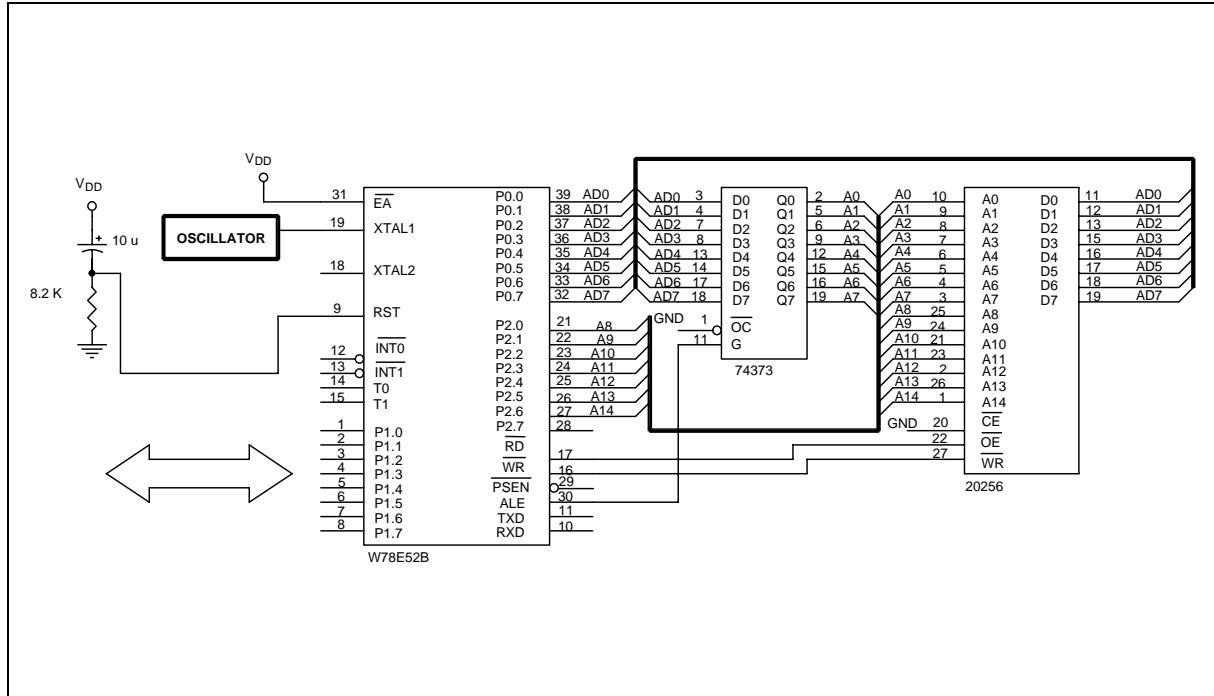 VDD
10 u
8.2 K
VDD
OSCILLATOR
31 EA
19 XTAL1
18 XTAL2
9 RST
12 INT0
13 INT1
14 T0
15 T1
1 P1.0
2 P1.1
3 P1.2
4 P1.3
5 P1.4
6 P1.5
7 P1.6
8 P1.7
P0.0 39 AD0
P0.1 38 AD1
P0.2 37 AD2
P0.3 36 AD3
P0.4 35 AD4
P0.5 34 AD5
P0.6 33 AD6
P0.7 32 AD7
P2.0 21 A8
P2.1 22 A9
P2.2 23 A10
P2.3 24 A11
P2.4 25 A12
P2.5 26 A13
P2.6 27 A14
P2.7 28
RD 17
WR 16
PSEN 29
ALE 30
TXD 11
RXD 10
W78E52B
AD0 3 D0 Q0 2 A0
AD1 4 D1 Q1 5 A1
AD2 7 D2 Q2 6 A2
AD3 8 D3 Q3 9 A3
AD4 13 D4 Q4 12 A4
AD5 14 D5 Q5 15 A5
AD6 17 D6 Q6 16 A6
AD7 18 D7 Q7 19 A7
GND 1 OC
11 G
74373
A0 10 A0 D0 11 AD0
A1 9 A1 D1 12 AD1
A2 8 A2 D2 13 AD2
A3 7 A3 D3 15 AD3
A4 6 A4 D4 16 AD4
A5 5 A5 D5 17 AD5
A6 4 A6 D6 18 AD6
A7 3 A7 D7 19 AD7
A8 25 A8
A9 24 A9
A10 21 A10
A11 23 A11
A12 2 A12
A13 26 A13
A14 1 A14
GND 20 CE
22 OE
27 WR
20256